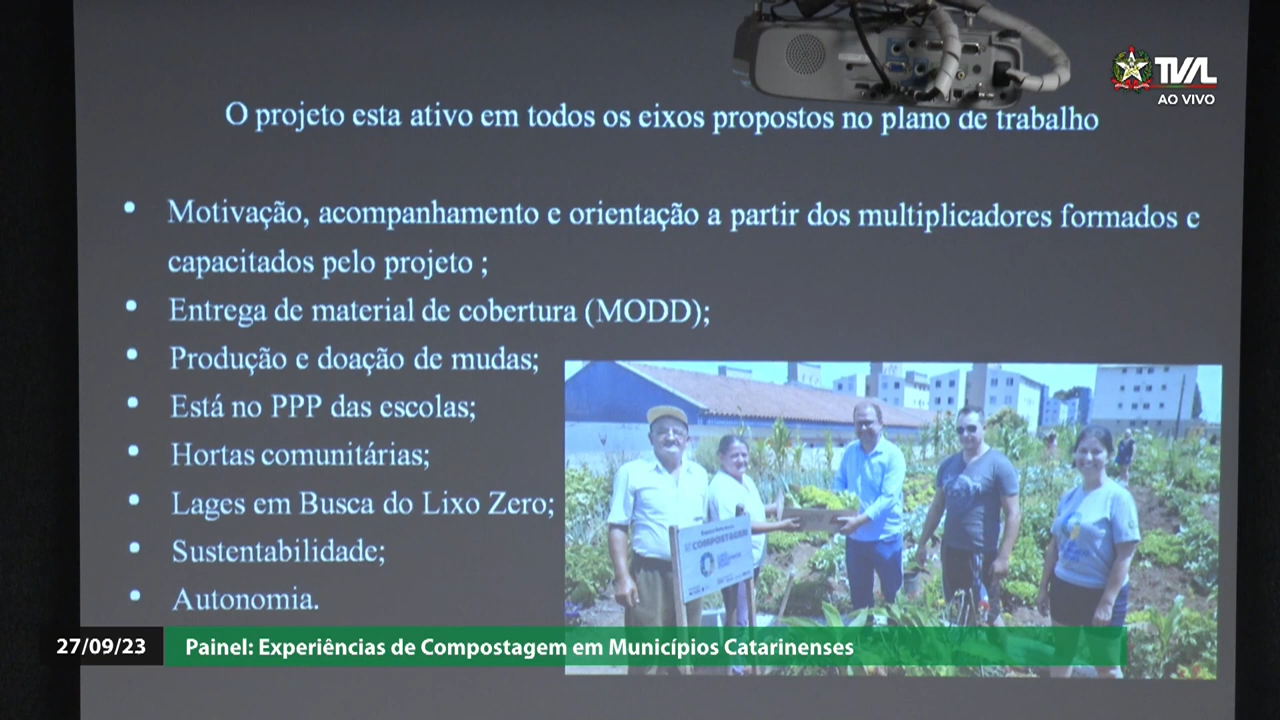 TVAL
AO VIVO
O projeto esta ativo em todos os eixos propostos no plano de trabalho
• Motivação, acompanhamento e orientação a partir dos multiplicadores formados e
capacitados pelo projeto ;
• Entrega de material de cobertura (MODD);
• Produção e doação de mudas;
• Está no PPP das escolas;
• Hortas comunitárias;
• Lages em Busca do Lixo Zero;
• Sustentabilidade;
• Autonomia.
COMPOSTAGEM
27/09/23 Painel: Experiências de Compostagem em Municípios Catarinenses